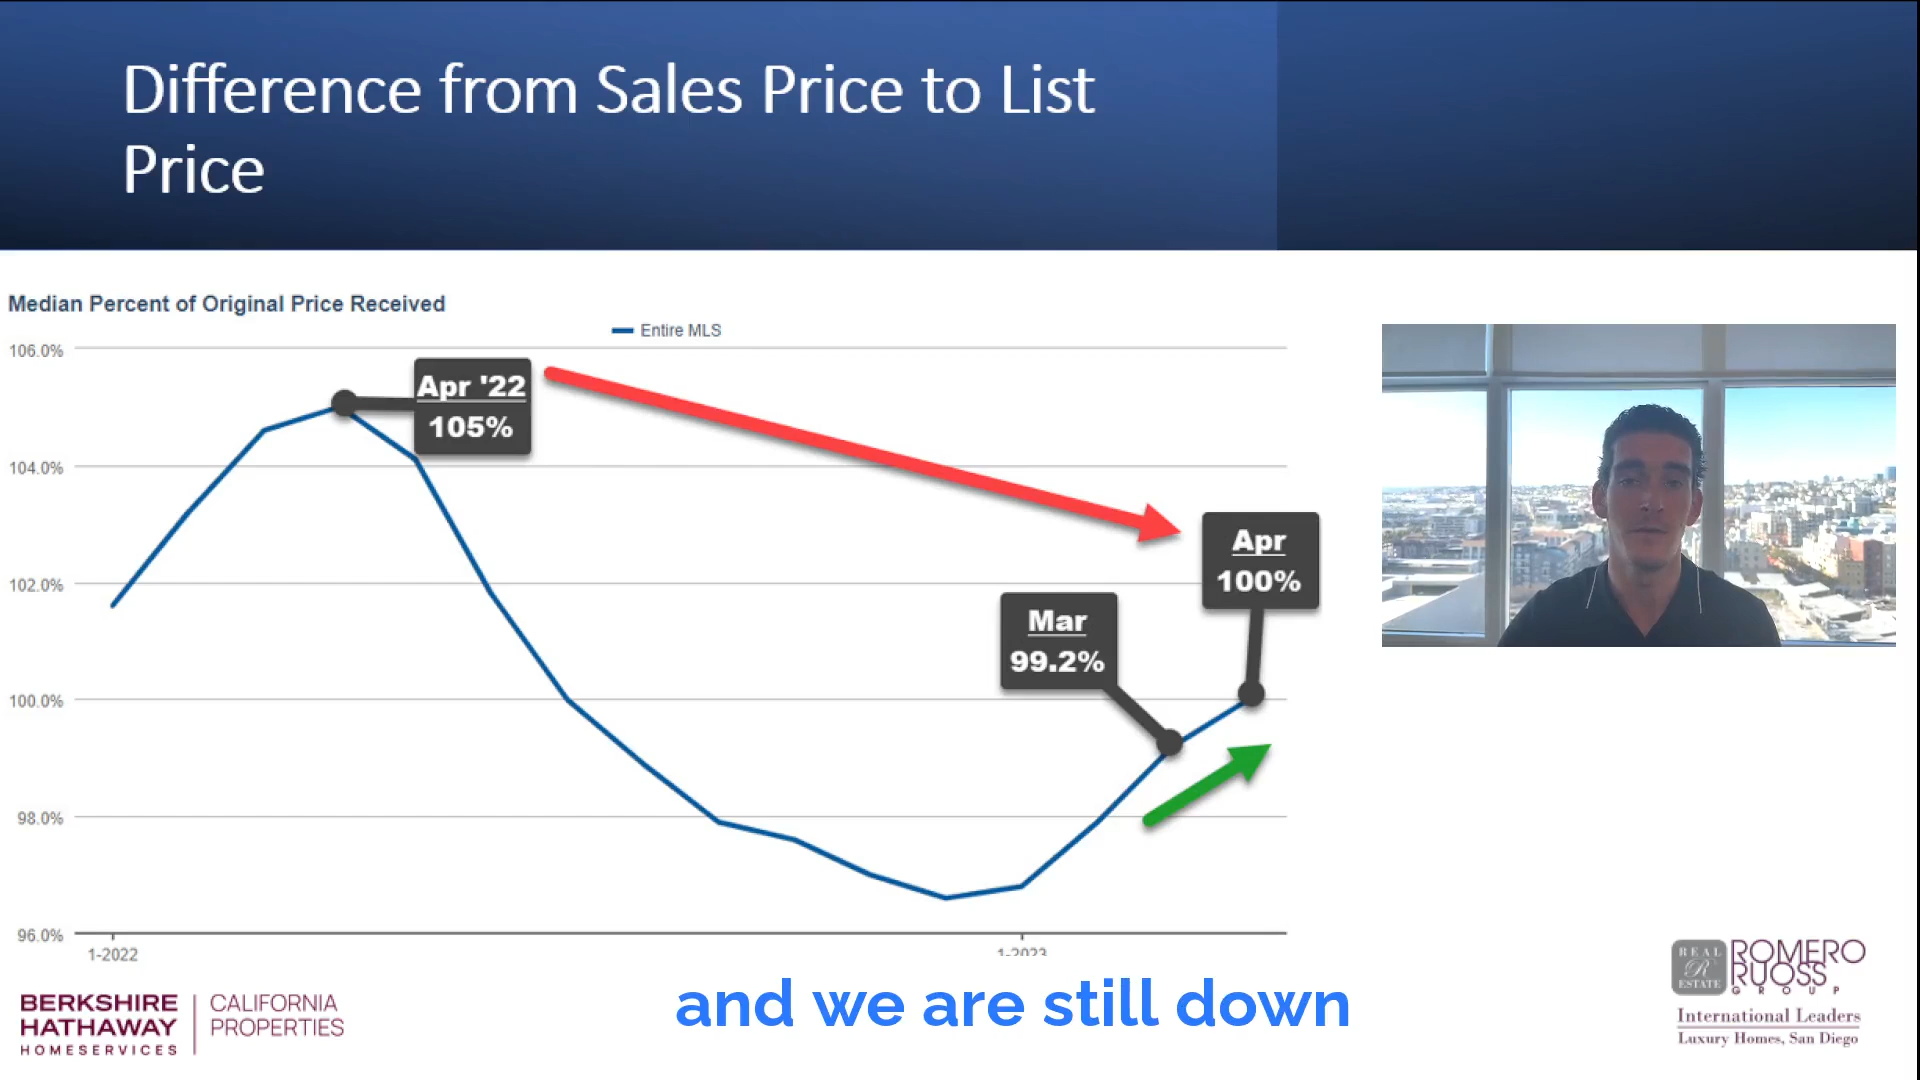 Difference from Sales Price to List
Price
Median Percent of Original Price Received
Entire MLS
106.0%
104.0%
102.0%
100.0%
98.0%
96.0%
Apr '22
105%
Mar
99.2%
Apr
100%
1-2022
1-2023
and we are still down
BERKSHIRE
HATHAWAY
HOMESERVICES
CALIFORNIA
PROPERTIES
REAL
R
ESTATE
ROMERO
RUOSS
GROUP
International Leaders
Luxury Homes, San Diego